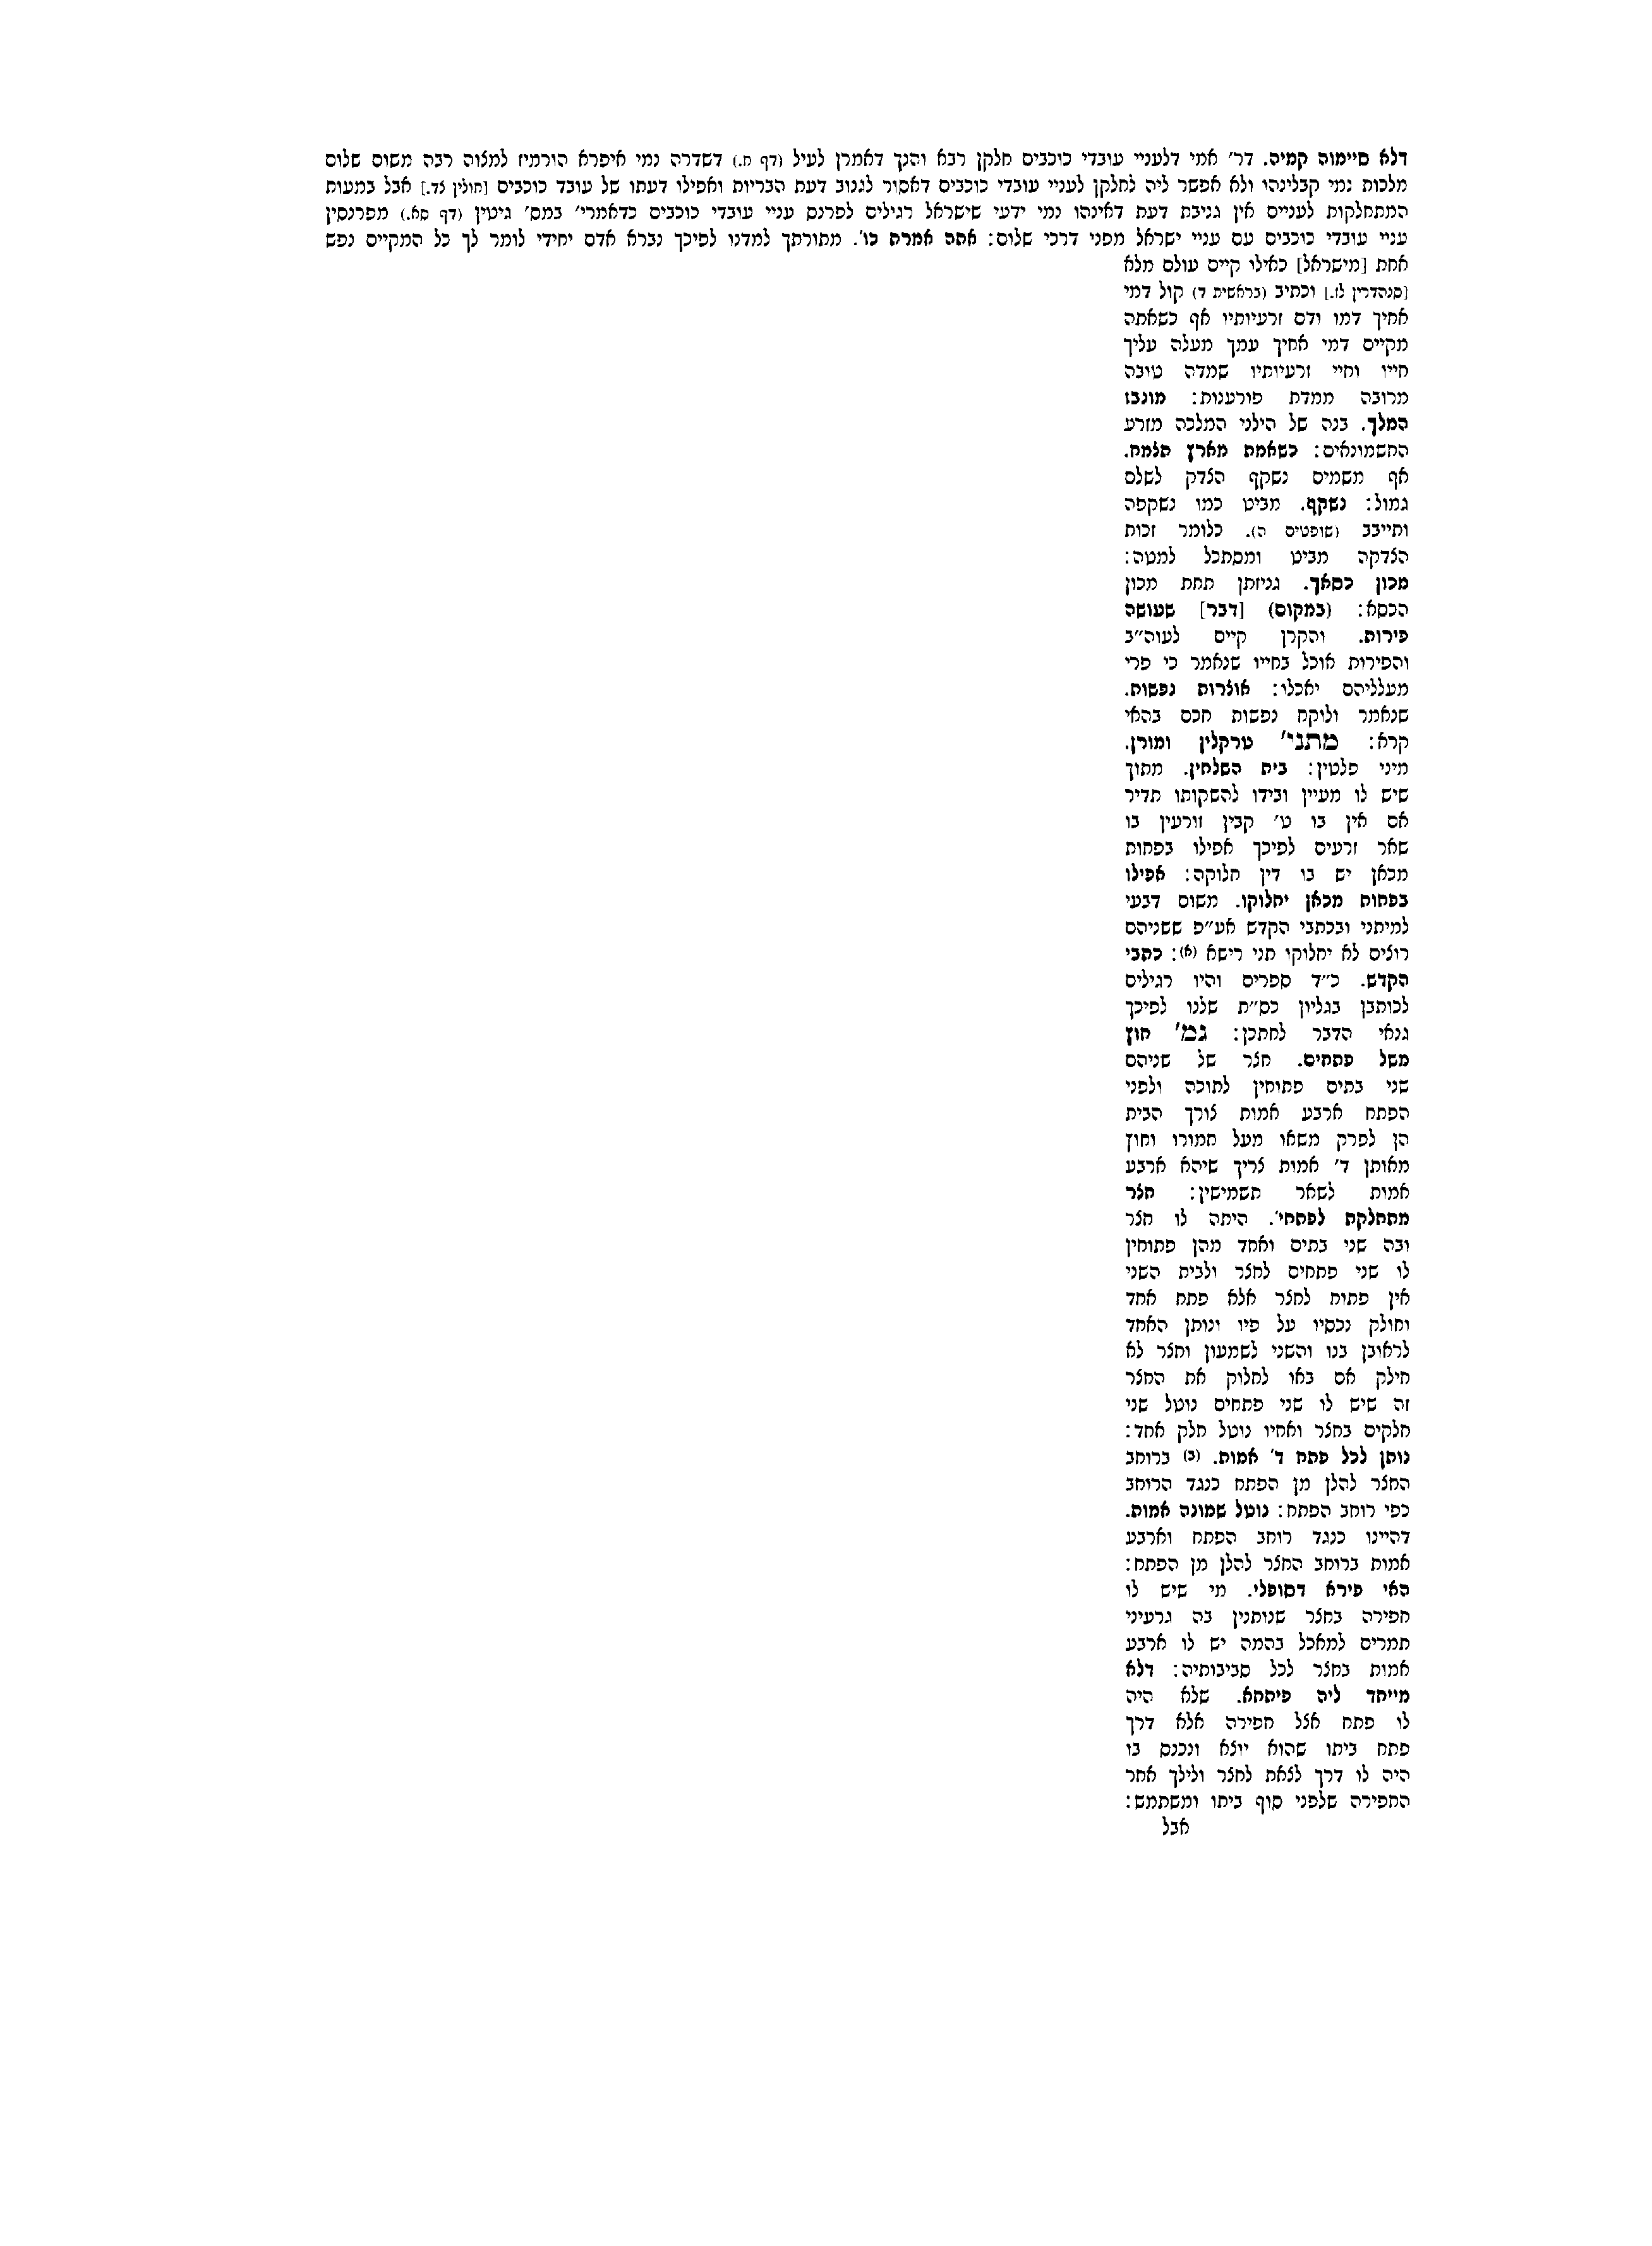 דלא סיימוה קמיה. דר׳ אמי דלעניי עובדי כוכבים חלקן רבא והנך דאמרן לעיל (דף ח.) דשדרה נמי איפרא הורמיז למצוה רבה משום שלום
מלכות נמי קבלינהו ולא אפשר ליה לחלקן לעניי עובדי כוכבים דאסור לגנוב דעת הבריות ואפילו דעתו של עובד כוכבים [חולין צד.] אבל במעות
המתחלקות לעניים אין גניבת דעת דאינהו נמי ידעי שישראל רגילים לפרנס עניי עובדי כוכבים כדאמרי׳ במס׳ גיטין (דף סא.) מפרנסין
עניי עובדי כוכבים עם עניי ישראל מפני דרכי שלום: אתה אמרת כו׳. מתורתך למדנו לפיכך נברא אדם יחידי לומר לך כל המקיים נפש
אחת [מישראל] כאילו קיים עולם מלא
[סנהדרין לז.] וכתיב (בראשית ד) קול דמי
אחיך דמו ודם זרעיותיו אף כשאתה
מקיים דמי אחיך עמך מעלה עליך
חייו וחיי זרעיותיו שמדה טובה
מרובה ממדת פורענות: מונבז
המלך. בנה של הילני המלכה מזרע
החשמונאים: כשאמת מארץ תצמח.
אף משמים נשקף הצדק לשלם
גמול: נשקף. מביט כמו נשקפה
ותייבב (שופטים ה). כלומר זכות
הצדקה מביט ומסתכל למטה:
מכון כסאך. גניזתן תחת מכון
הכסא: (במקום) [דבר] שעושה
פירות. והקרן קיים לעוה״ב
והפירות אוכל בחייו שנאמר כי פרי
מעלליהם יאכלו: אוצרות נפשות.
שנאמר ולוקח נפשות חכם בהאי
קרא: מתני׳ טרקלין ומורן.
מיני פלטין: בית השלחין. מתוך
שיש לו מעיין ובידו להשקותו תדיר
אם אין בו ט׳ קבין זורעין בו
שאר זרעים לפיכך אפילו בפחות
מכאן יש בו דין חלוקה: אפילו
בפחות מכאן יחלוקו. משום דבעי
למיתני ובכתבי הקדש אע״פ ששניהם
רוצים לא יחלוקו תני רישא (א): כתבי
הקדש. כ״ד ספרים והיו רגילים
לכותבן בגליון כס״ת שלנו לפיכך
גנאי הדבר לחתכן: גמ׳ חוץ
משל פתחים. חצר של שניהם
שני בתים פתוחין לתוכה ולפני
הפתח ארבע אמות צורך הבית
הן לפרק משאו מעל חמורו וחוץ
מאותן ד׳ אמות צריך שיהא ארבע
אמות לשאר תשמישין: חצר
מתחלקת לפתחי׳. היתה לו חצר
ובה שני בתים ואחד מהן פתוחין
לו שני פתחים לחצר ולבית השני
אין פתוח לחצר אלא פתח אחד
וחולק נכסיו על פיו ונותן האחד
לראובן בנו והשני לשמעון וחצר לא
חילק אם באו לחלוק את החצר
זה שיש לו שני פתחים נוטל שני
חלקים בחצר ואחיו נוטל חלק אחד:
נותן לכל פתח ד׳ אמות. (ב) ברוחב
החצר להלן מן הפתח כנגד הרוחב
כפי רוחב הפתח: נוטל שמונה אמות.
דהיינו כנגד רוחב הפתח וארבע
אמות ברוחב החצר להלן מן הפתח:
האי פירא דסופלי. מי שיש לו
חפירה בחצר שנותנין בה גרעיני
תמרים למאכל בהמה יש לו ארבע
אמות בחצר לכל סביבותיה: דלא
מייחד ליה פיתחא. שלא היה
לו פתח אצל חפירה אלא דרך
פתח ביתו שהוא יוצא ונכנס בו
היה לו דרך לצאת לחצר ולילך אחר
החפירה שלפני סוף ביתו ומשתמש:
אבל